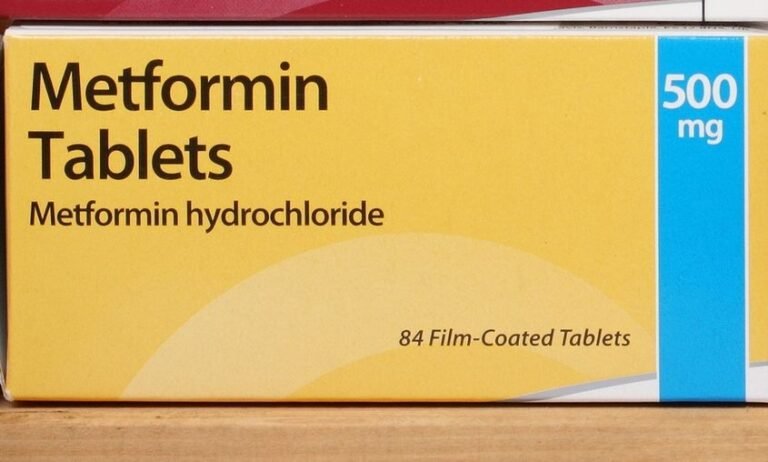 Metformin
Tablets
Metformin hydrochloride
84 Film-Coated Tablets
500
mg